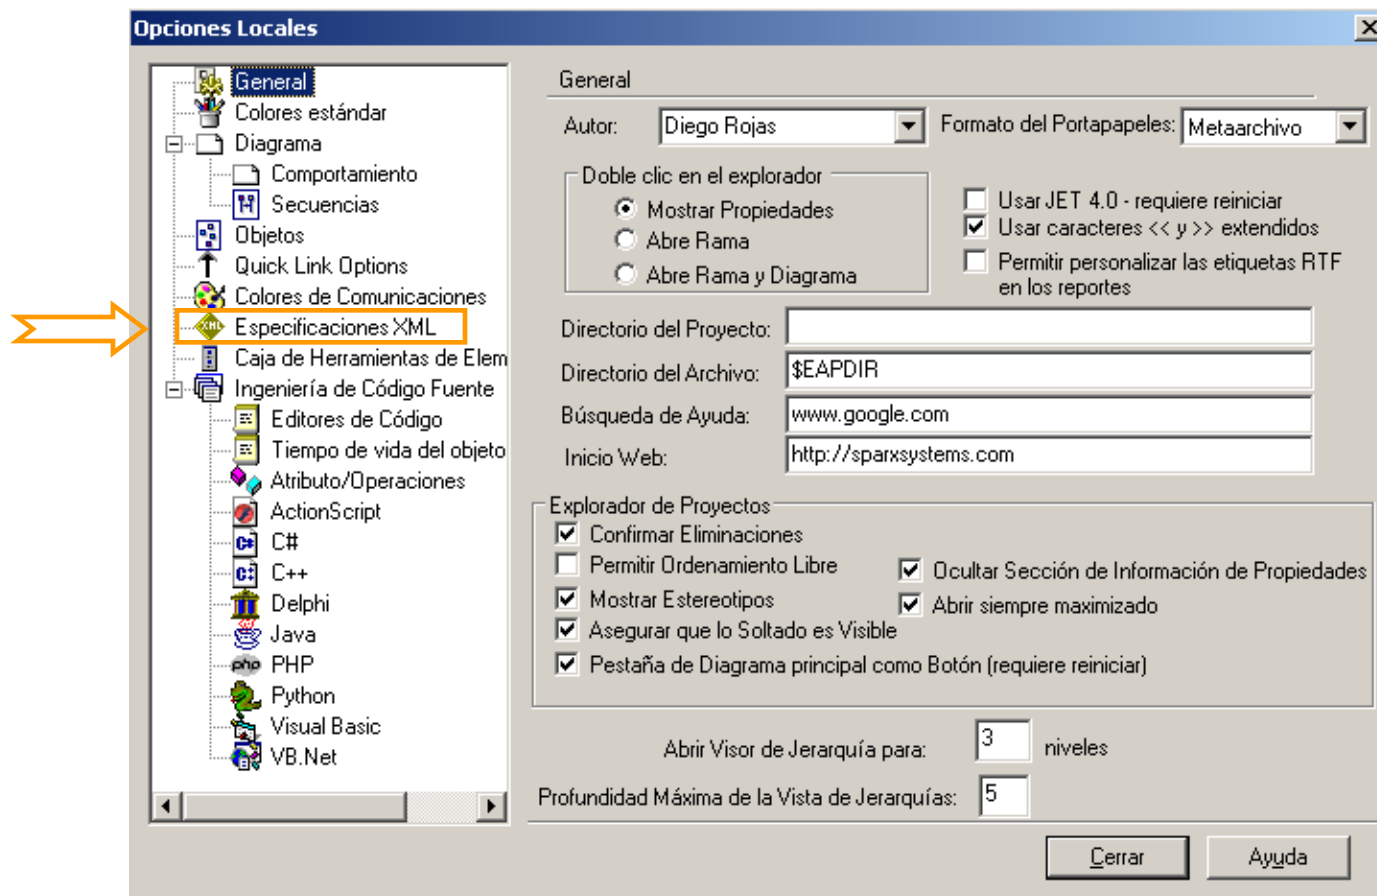 Opciones Locales
General
Colores estándar
Diagrama
Comportamiento
Secuencias
Objetos
Quick Link Options
Colores de Comunicaciones
XML
Especificaciones XML
Caja de Herramientas de Elem
Ingeniería de Código Fuente
Editores de Código
Tiempo de vida del objeto
Atributo/Operaciones
ActionScript
C#
C++
Delphi
Java
php
PHP
Python
Visual Basic
VB.Net
General
Autor: Diego Rojas Formato del Portapapeles: Metaarchivo
Doble clic en el explorador
Mostrar Propiedades
Abre Rama
Abre Rama y Diagrama
Usar JET 4.0 - requiere reiniciar
Usar caracteres << y >> extendidos
Permitir personalizar las etiquetas RTF
en los reportes
Directorio del Proyecto:
Directorio del Archivo: $EAPDIR
Búsqueda de Ayuda: www.google.com
Inicio Web: http://sparxsystems.com
Explorador de Proyectos
Confirmar Eliminaciones
Permitir Ordenamiento Libre
Mostrar Estereotipos
Asegurar que lo Soltado es Visible
Pestaña de Diagrama principal como Botón (requiere reiniciar)
Ocultar Sección de Información de Propiedades
Abrir siempre maximizado
Abrir Visor de Jerarquía para: 3 niveles
Profundidad Máxima de la Vista de Jerarquías: 5
Cerrar Ayuda